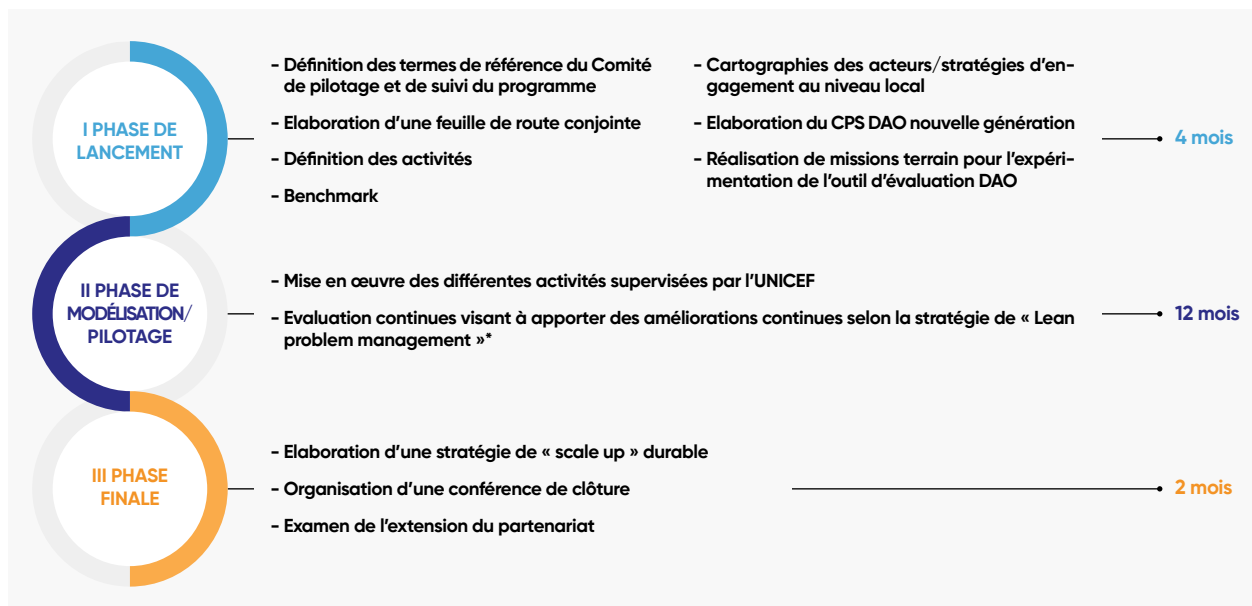 I PHASE DE
LANCEMENT
- Définition des termes de référence du Comité
de pilotage et de suivi du programme
- Elaboration d'une feuille de route conjointe
- Définition des activités
- Benchmark
- Cartographies des acteurs/stratégies d'en-
gagement au niveau local
- Elaboration du CPS DAO nouvelle génération
- Réalisation de missions terrain pour l'expéri-
mentation de l'outil d'évaluation DAO
4 mois
II PHASE DE
MODÉLISATION/
PILOTAGE
- Mise en œuvre des différentes activités supervisées par l'UNICEF
- Evaluation continues visant à apporter des améliorations continues selon la stratégie de « Lean
problem management »*
12 mois
III PHASE
FINALE
- Elaboration d'une stratégie de « scale up » durable
- Organisation d'une conférence de clôture
- Examen de l'extension du partenariat
2 mois